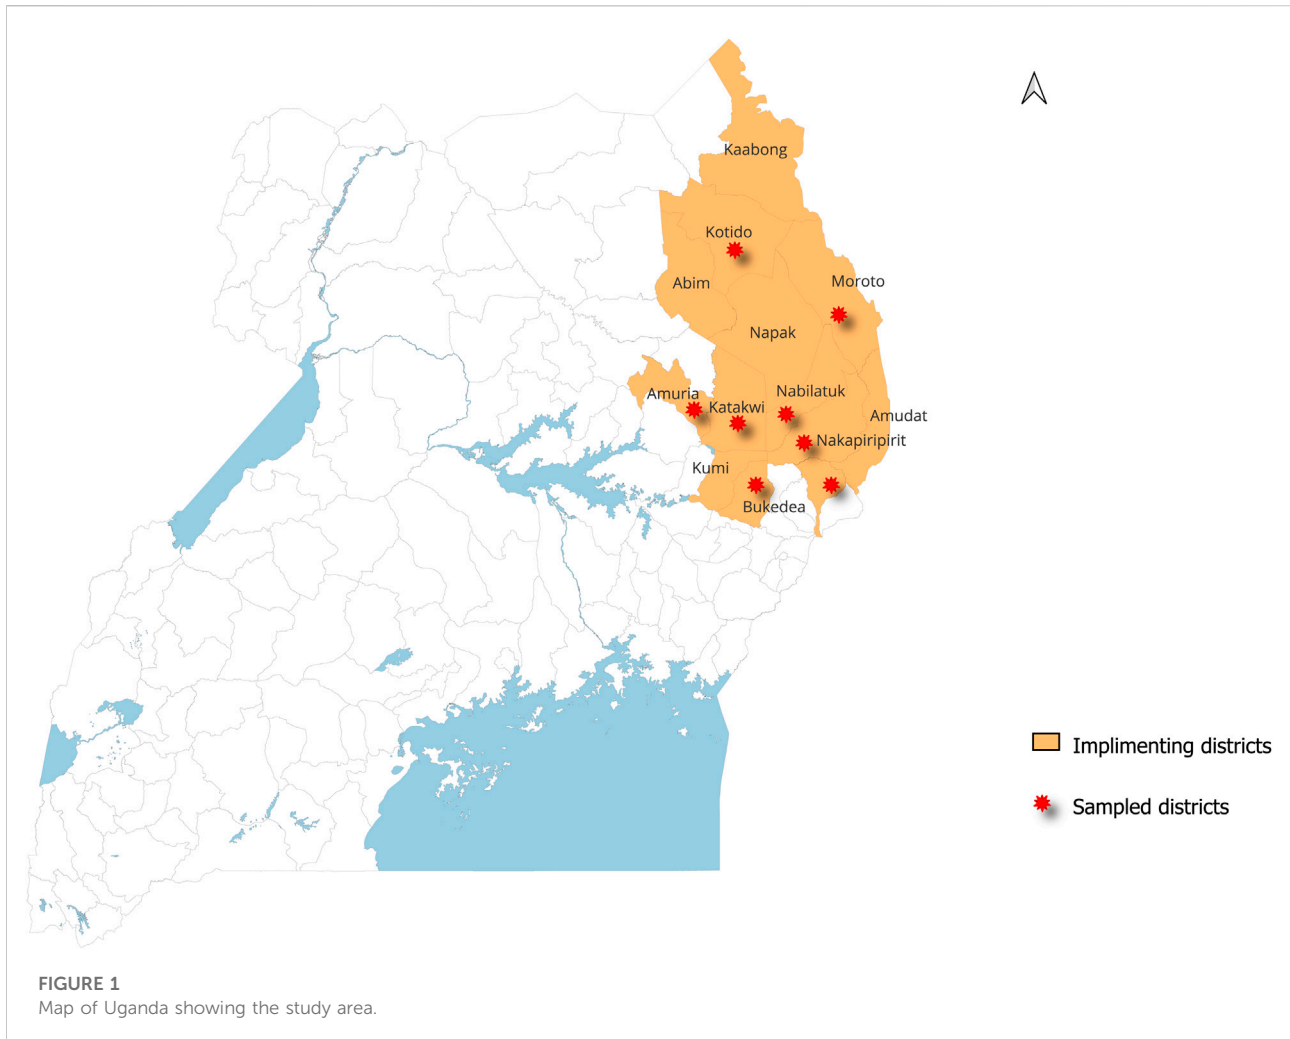 Kaabong
Kotido
Abim
Moroto
Napak
Amuria
Katakwi
Nabilatuk
Amudat
Nakapiripirit
Kumi
Bukedea
Implimenting districts
Sampled districts
FIGURE 1
Map of Uganda showing the study area.